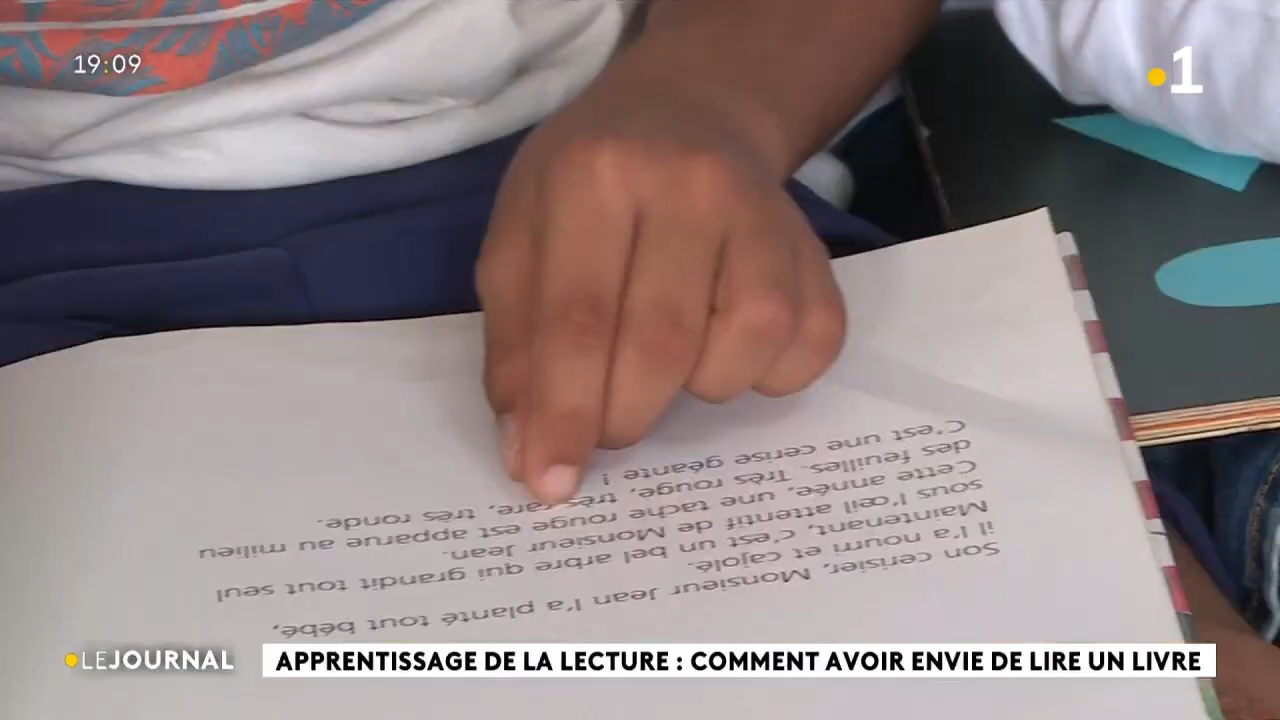 19:09
1
Son cerisier, Monsieur Jean l'a planté tout bébé,
il l'a nourri et cajolé.
Maintenant, c'est un bel arbre qui grandit tout seul
sous l'œil attentif de Monsieur Jean.
Cette année, une tache rouge est apparue au milieu
des feuilles. Très rouge, très rare, très ronde.
C'est une cerise géante !
LE JOURNAL
APPRENTISSAGE DE LA LECTURE : COMMENT AVOIR ENVIE DE LIRE UN LIVRE